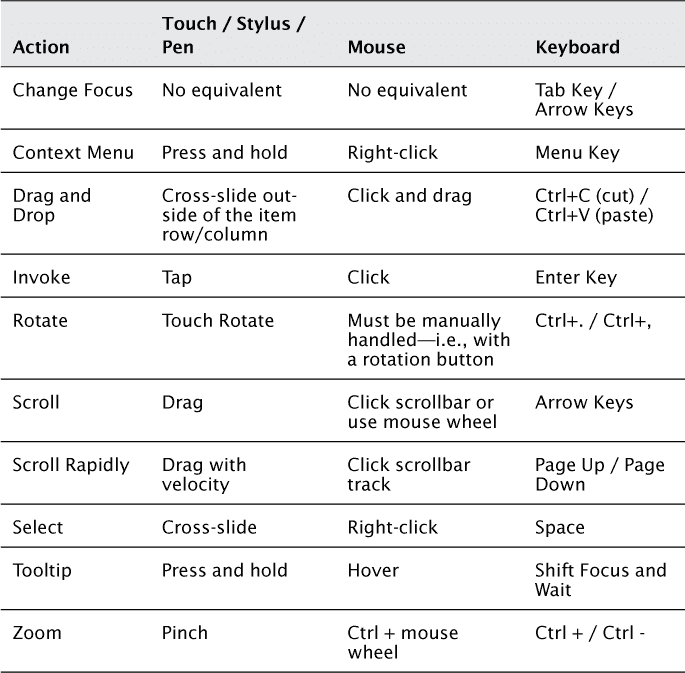 Action Touch / Stylus / Pen Mouse Keyboard
Change Focus No equivalent No equivalent Tab Key / Arrow Keys
Context Menu Press and hold Right-click Menu Key
Drag and Drop Cross-slide out-side of the item row/column Click and drag Ctrl+C (cut) / Ctrl+V (paste)
Invoke Tap Click Enter Key
Rotate Touch Rotate Must be manually handled—i.e., with a rotation button Ctrl+. / Ctrl+,
Scroll Drag Click scrollbar or use mouse wheel Arrow Keys
Scroll Rapidly Drag with velocity Click scrollbar track Page Up / Page Down
Select Cross-slide Right-click Space
Tooltip Press and hold Hover Shift Focus and Wait
Zoom Pinch Ctrl + mouse wheel Ctrl + / Ctrl -